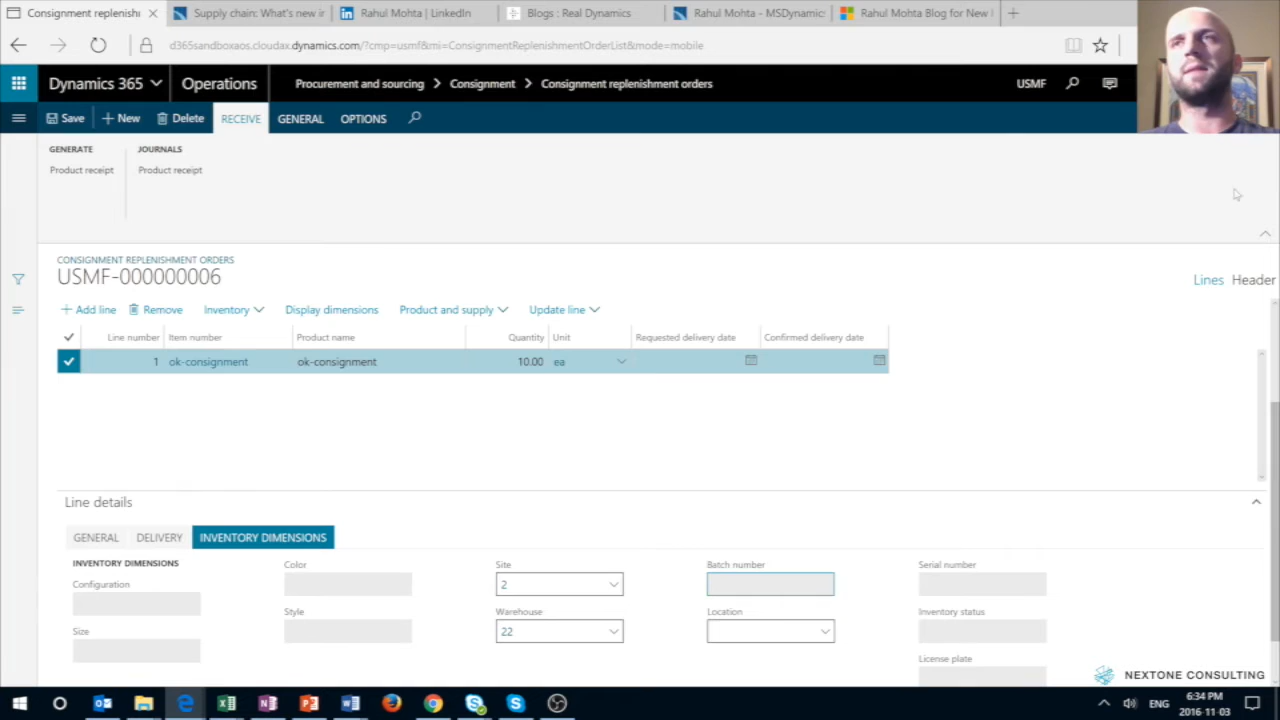 Consignment replenishi
Supply chain: What's new ir
Rahul Mohta | LinkedIn
Blogs : Real Dynamics
Rahul Mohta - MSDynamic:
Rahul Mohta Blog for New I
d365sandboxaos.cloudax.dynamics.com/?cmp=usmf&mi=ConsignmentReplenishmentOrderList&mode=mobile
Dynamics 365 Operations Procurement and sourcing > Consignment > Consignment replenishment orders USMF
Save + New Delete RECEIVE GENERAL OPTIONS
GENERATE JOURNALS
Product receipt Product receipt
CONSIGNMENT REPLENISHMENT ORDERS
USMF-000000006
Lines Header
+ Add line Remove Inventory Display dimensions Product and supply Update line
Line number Item number Product name Quantity Unit Requested delivery date Confirmed delivery date
1 ok-consignment ok-consignment 10.00 ea
Line details
GENERAL DELIVERY INVENTORY DIMENSIONS
INVENTORY DIMENSIONS Color Site Batch number Serial number
Configuration 2
Style Warehouse Location Inventory status
Size 22
License plate
NEXTONE CONSULTING
ENG
6:34 PM
2016-11-03